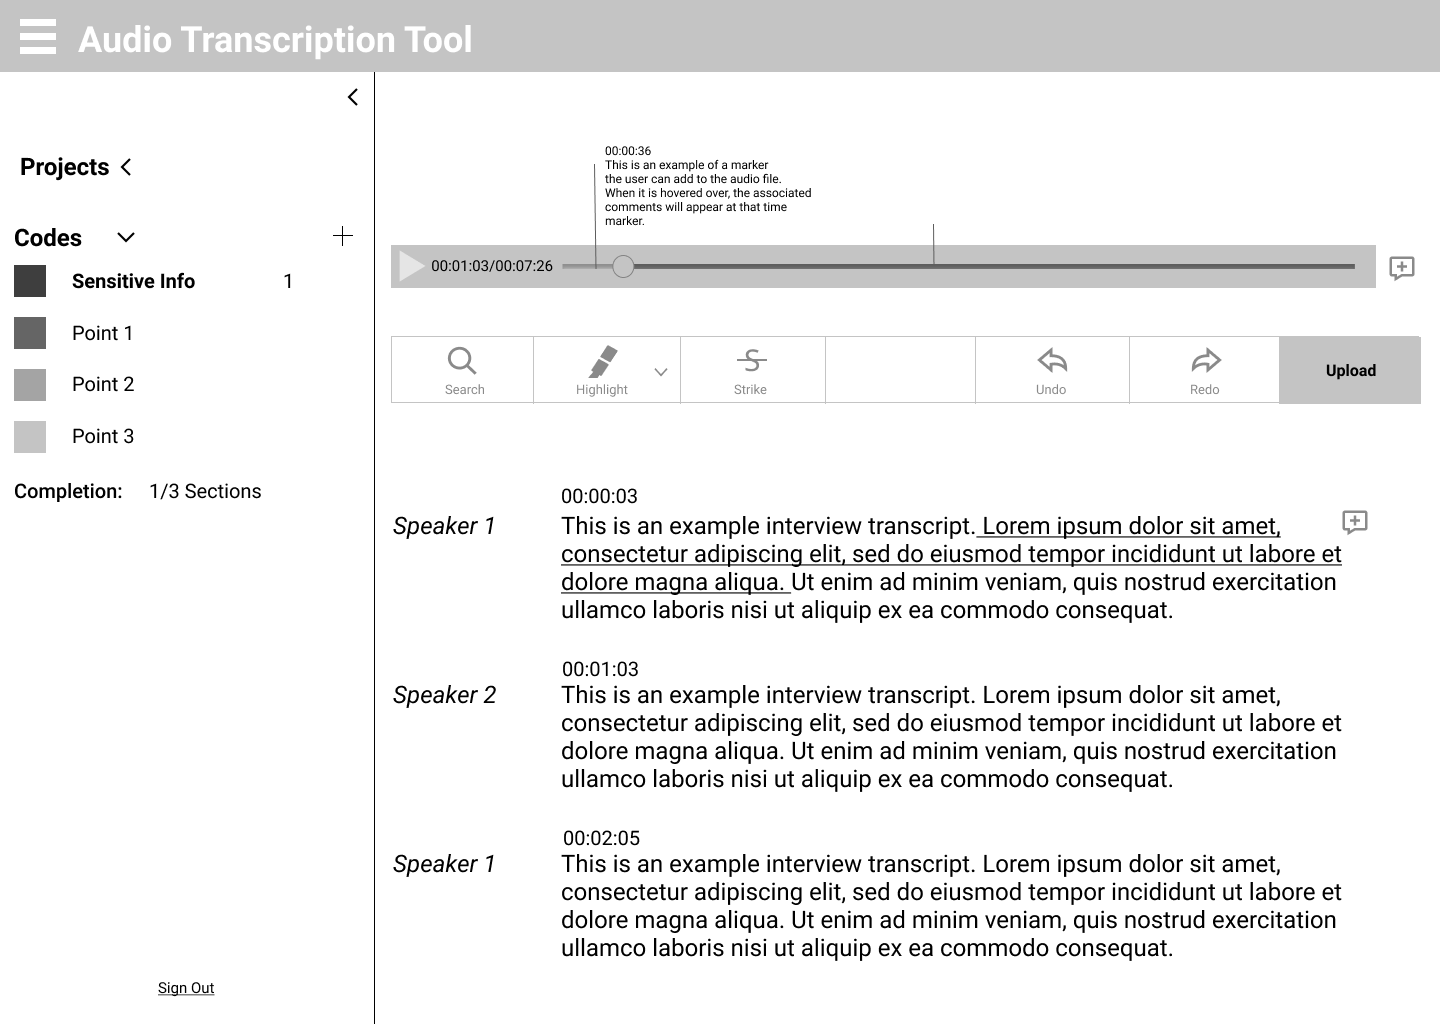 Audio Transcription Tool
Projects
Codes
Sensitive Info 1
Point 1
Point 2
Point 3
Completion: 1/3 Sections
Sign Out
00:00:36
This is an example of a marker
the user can add to the audio file.
When it is hovered over, the associated
comments will appear at that time
marker.
00:01:03/00:07:26
Search
Highlight
S
Strike
Undo
Redo
Upload
00:00:03
Speaker 1
This is an example interview transcript. Lorem ipsum dolor sit amet,
consectetur adipiscing elit, sed do eiusmod tempor incididunt ut labore et
dolore magna aliqua. Ut enim ad minim veniam, quis nostrud exercitation
ullamco laboris nisi ut aliquip ex ea commodo consequat.
00:01:03
Speaker 2
This is an example interview transcript. Lorem ipsum dolor sit amet,
consectetur adipiscing elit, sed do eiusmod tempor incididunt ut labore et
dolore magna aliqua. Ut enim ad minim veniam, quis nostrud exercitation
ullamco laboris nisi ut aliquip ex ea commodo consequat.
00:02:05
Speaker 1
This is an example interview transcript. Lorem ipsum dolor sit amet,
consectetur adipiscing elit, sed do eiusmod tempor incididunt ut labore et
dolore magna aliqua. Ut enim ad minim veniam, quis nostrud exercitation
ullamco laboris nisi ut aliquip ex ea commodo consequat.